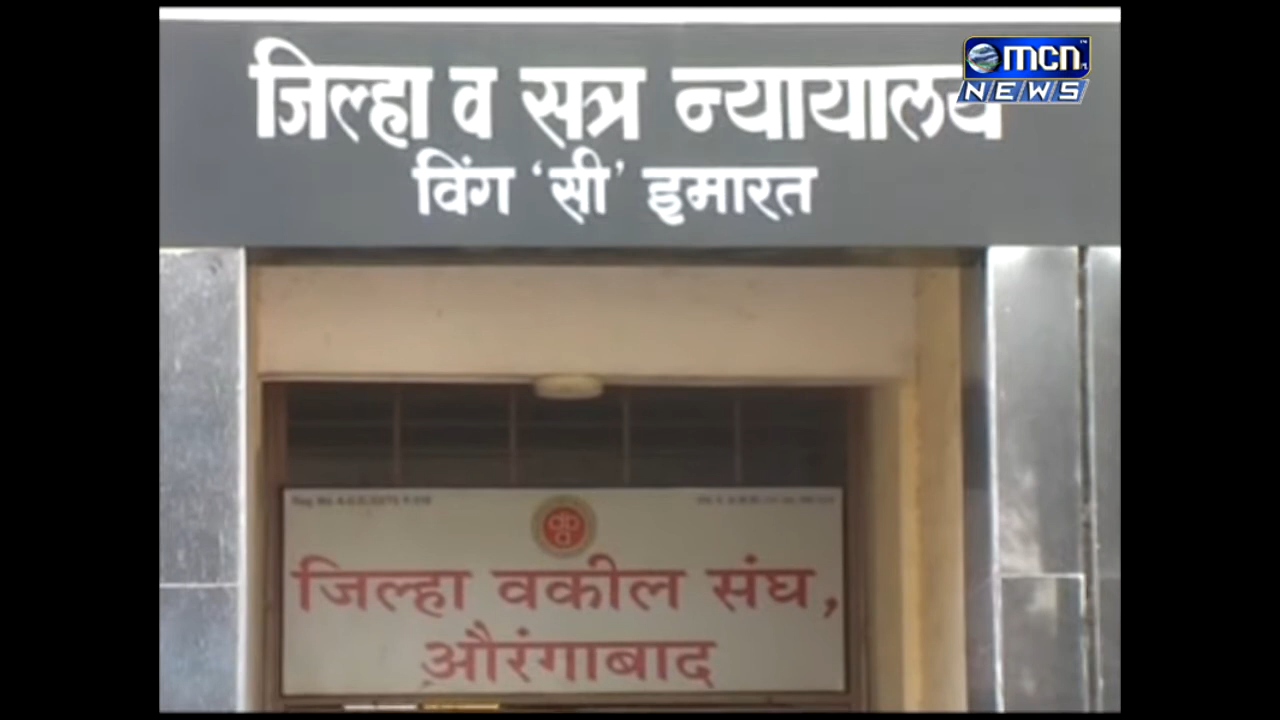 जिल्हा व सत्र न्यायालय
mcn
NEWS
विंग 'सी' इमारत
जिल्हा वकील संघ,
औरंगाबाद